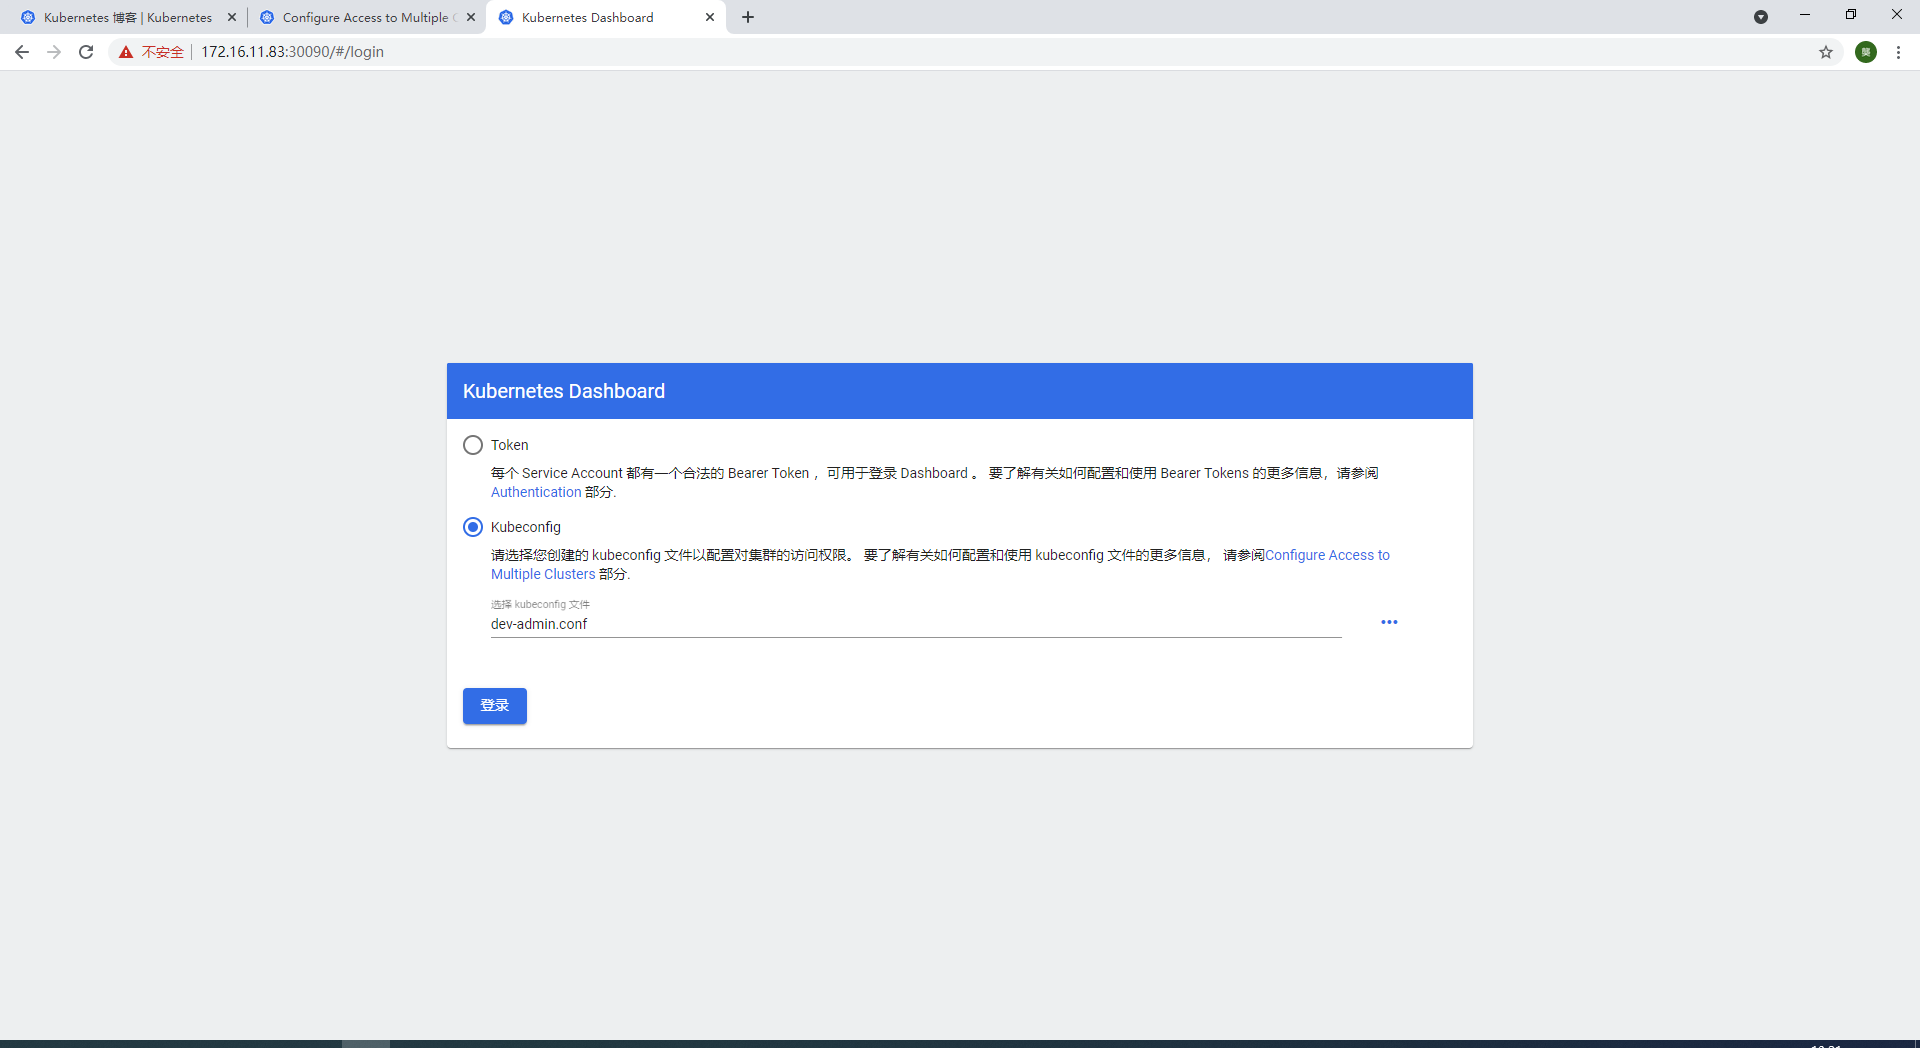 Kubernetes 博客 | Kubernetes
Configure Access to Multiple
Kubernetes Dashboard
不安全
172.16.11.83:30090/#/login
Kubernetes Dashboard
Token
每个 Service Account 都有一个合法的 Bearer Token ，可用于登录 Dashboard 。 要了解有关如何配置和使用 Bearer Tokens 的更多信息，请参阅
Authentication 部分.
Kubeconfig
请选择您创建的 kubeconfig 文件以配置对集群的访问权限。 要了解有关如何配置和使用 kubeconfig 文件的更多信息， 请参阅Configure Access to
Multiple Clusters 部分.
选择 kubeconfig 文件
dev-admin.conf
登录